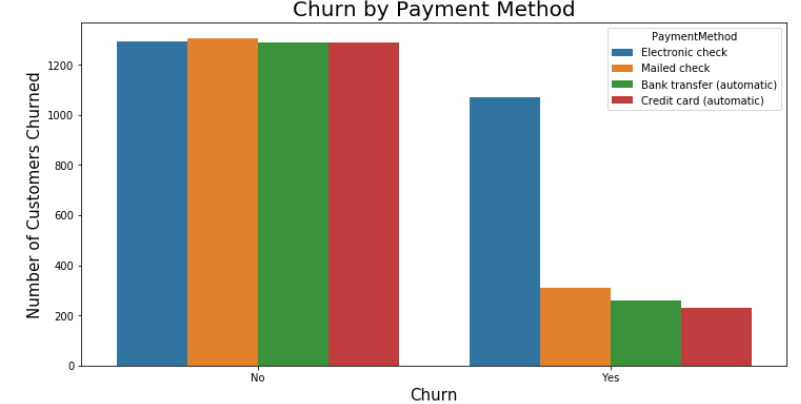 Churn by Payment Method
PaymentMethod
Electronic check
Mailed check
Bank transfer (automatic)
Credit card (automatic)
Number of Customers Churned
1200
1000
800
600
400
200
0
No
Yes
Churn